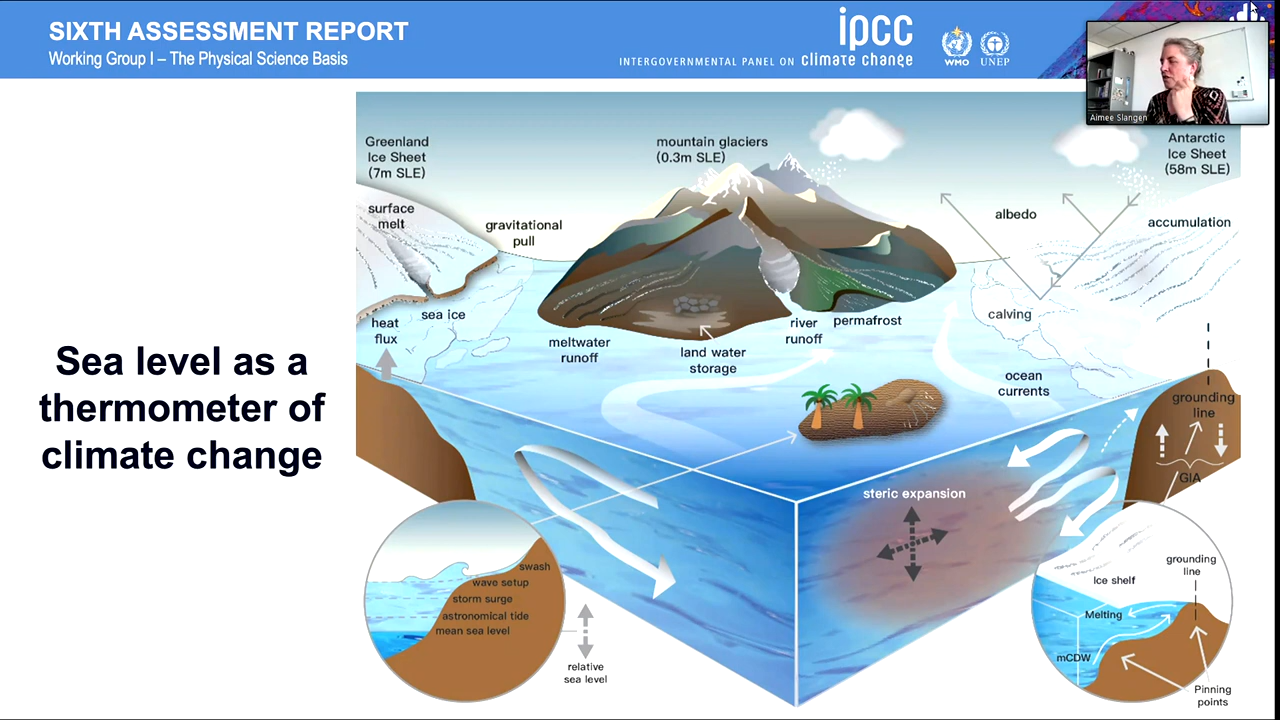 SIXTH ASSESSMENT REPORT
Working Group I – The Physical Science Basis
ipcc
INTERGOVERNMENTAL PANEL ON climate change
WMO
UNEP
Aimee Slangen
Sea level as a
thermometer of
climate change
Greenland
Ice Sheet
(7m SLE)
mountain glaciers
(0.3m SLE)
Antarctic
Ice Sheet
(58m SLE)
surface
melt
gravitational
pull
albedo
accumulation
heat
flux
sea ice
meltwater
runoff
land water
storage
river
runoff
permafrost
calving
ocean
currents
grounding
line
GIA
steric expansion
swash
wave setup
storm surge
astronomical tide
mean sea level
relative
sea level
grounding
line
Ice shelf
Melting
mCDW
Pinning
points